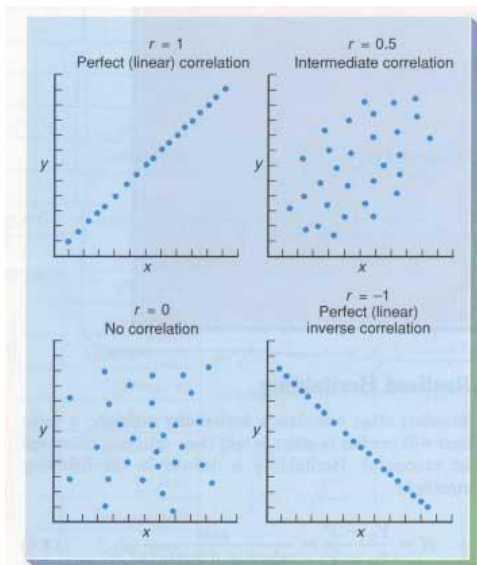 r = 1
Perfect (linear) correlation
y
x
r = 0.5
Intermediate correlation
y
x
r = 0
No correlation
y
x
r = −1
Perfect (linear)
inverse correlation
y
x